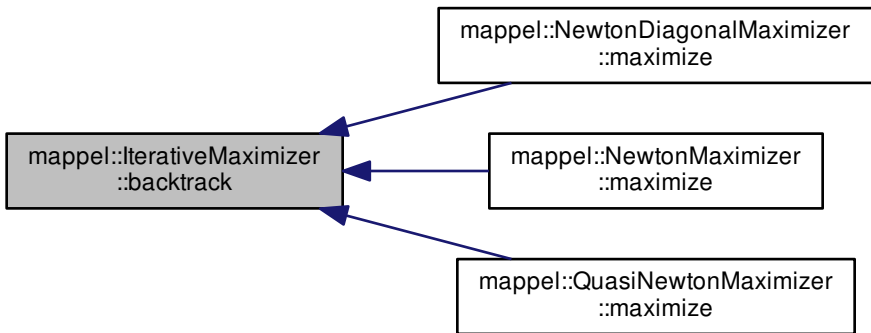 mappel::NewtonDiagonalMaximizer
::maximize
mappel::IterativeMaximizer
::backtrack
mappel::NewtonMaximizer
::maximize
mappel::QuasiNewtonMaximizer
::maximize